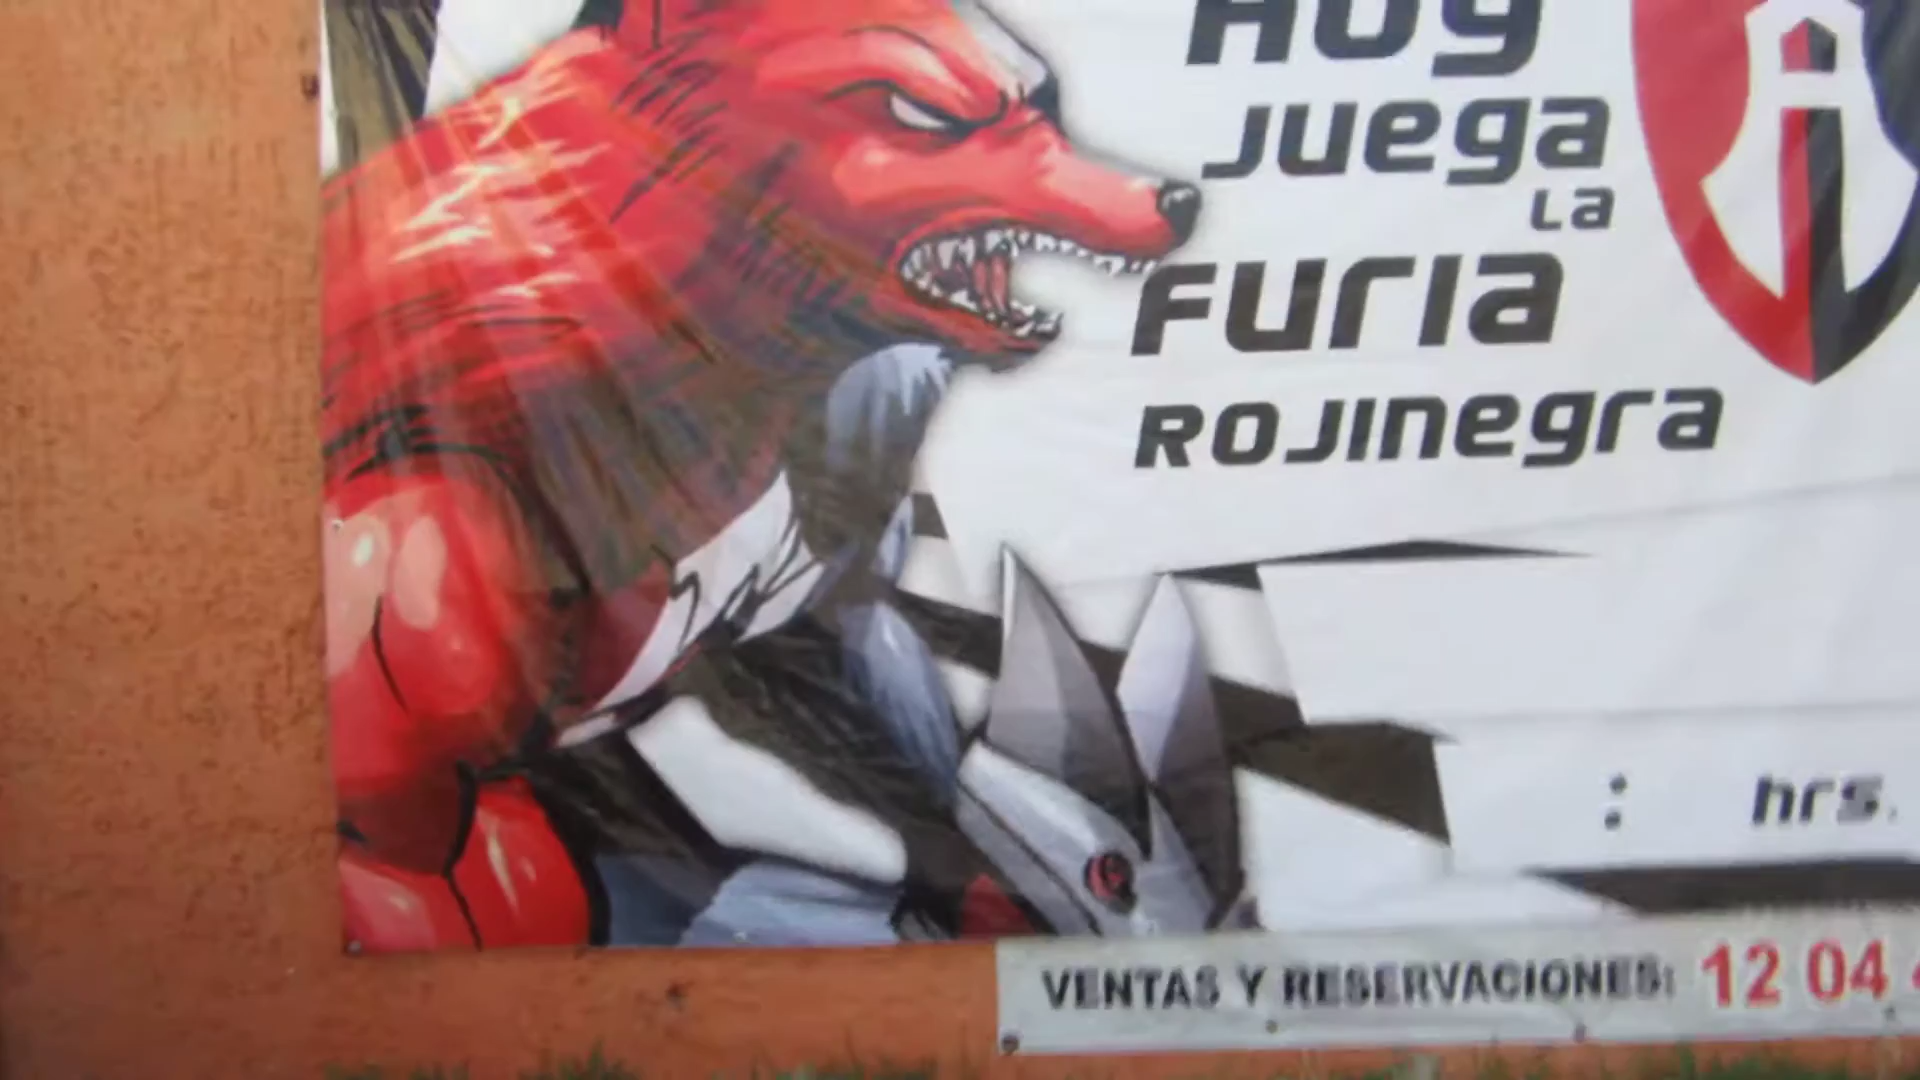 Hoy
Juega
La
Furia
Rojinegra
: hrs.
VENTAS Y RESERVACIONES: 12 04